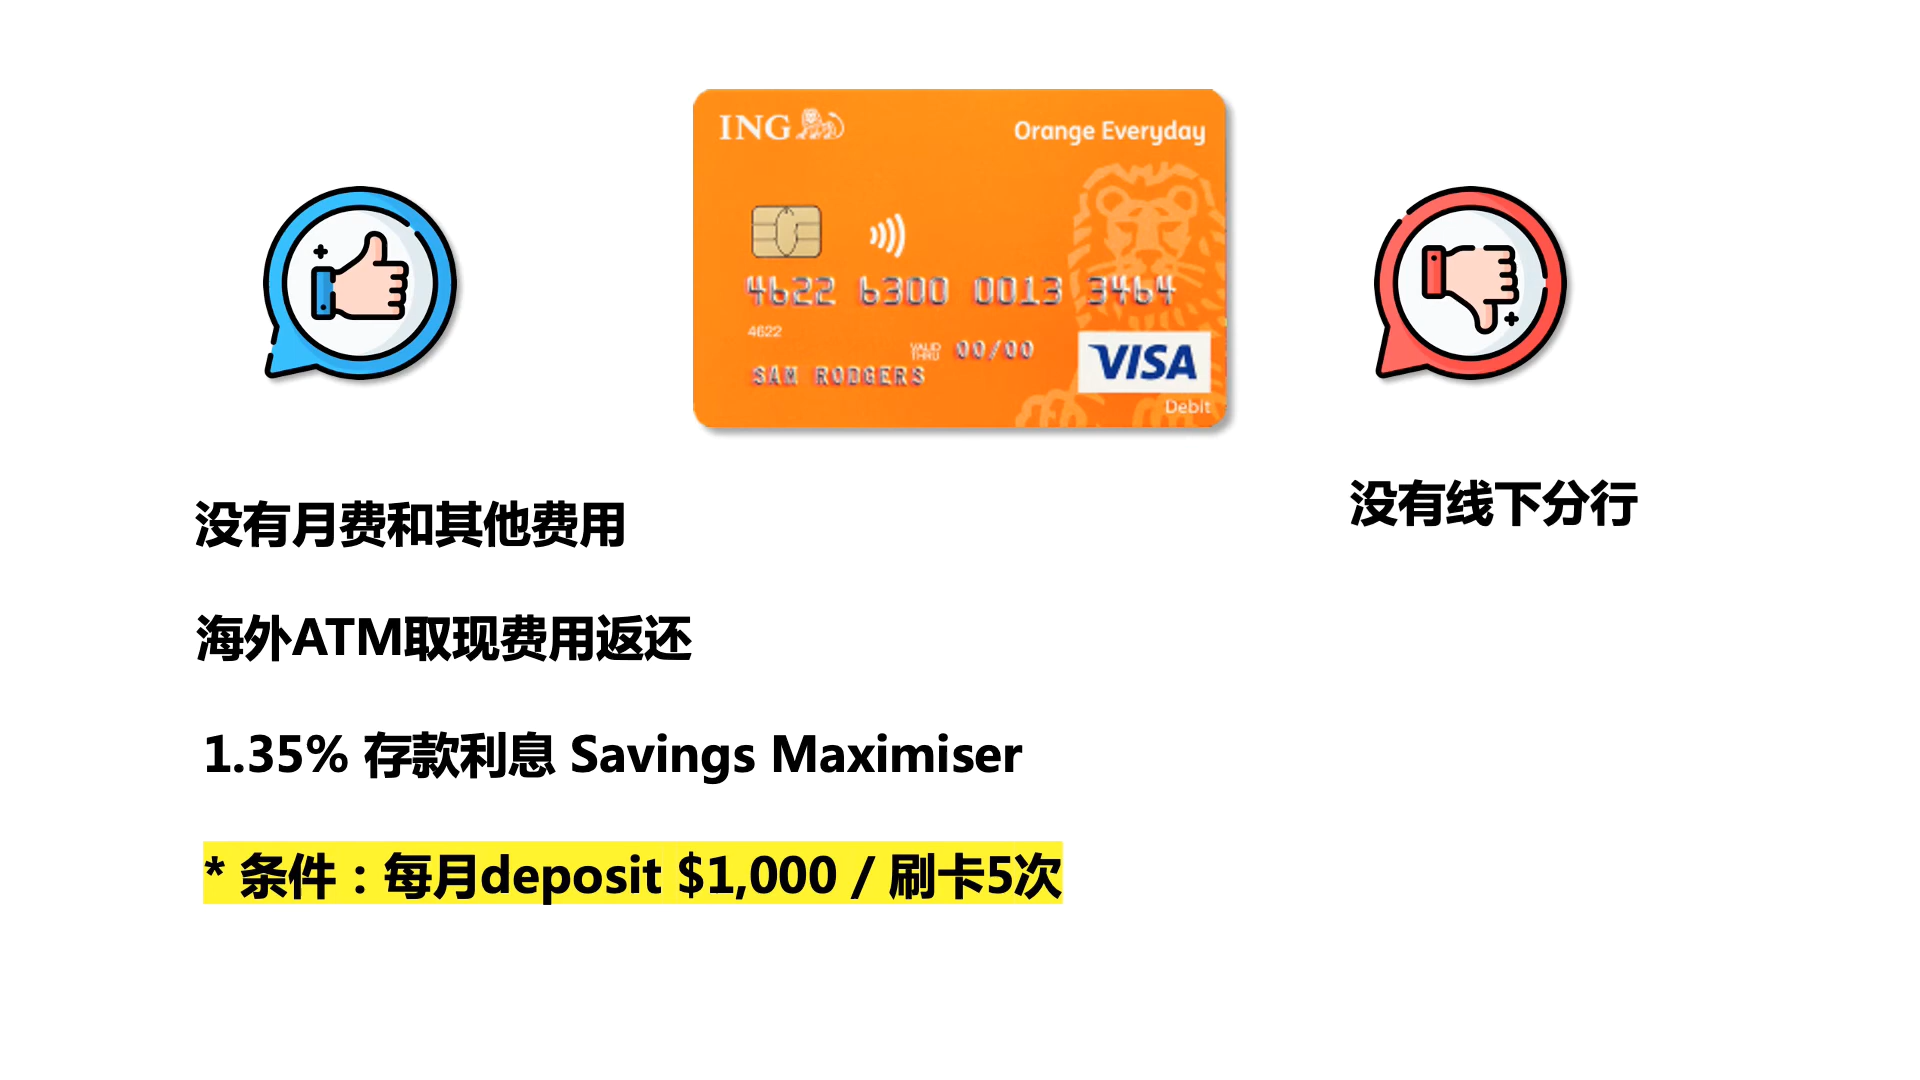 ING
Orange Everyday
4622 6300 0013 3464
4622
VALID THRU 00/00
SAM RODGERS
VISA
Debit
没有月费和其他费用
没有线下分行
海外ATM取现费用返还
1.35% 存款利息 Savings Maximiser
* 条件：每月deposit $1,000 / 刷卡5次